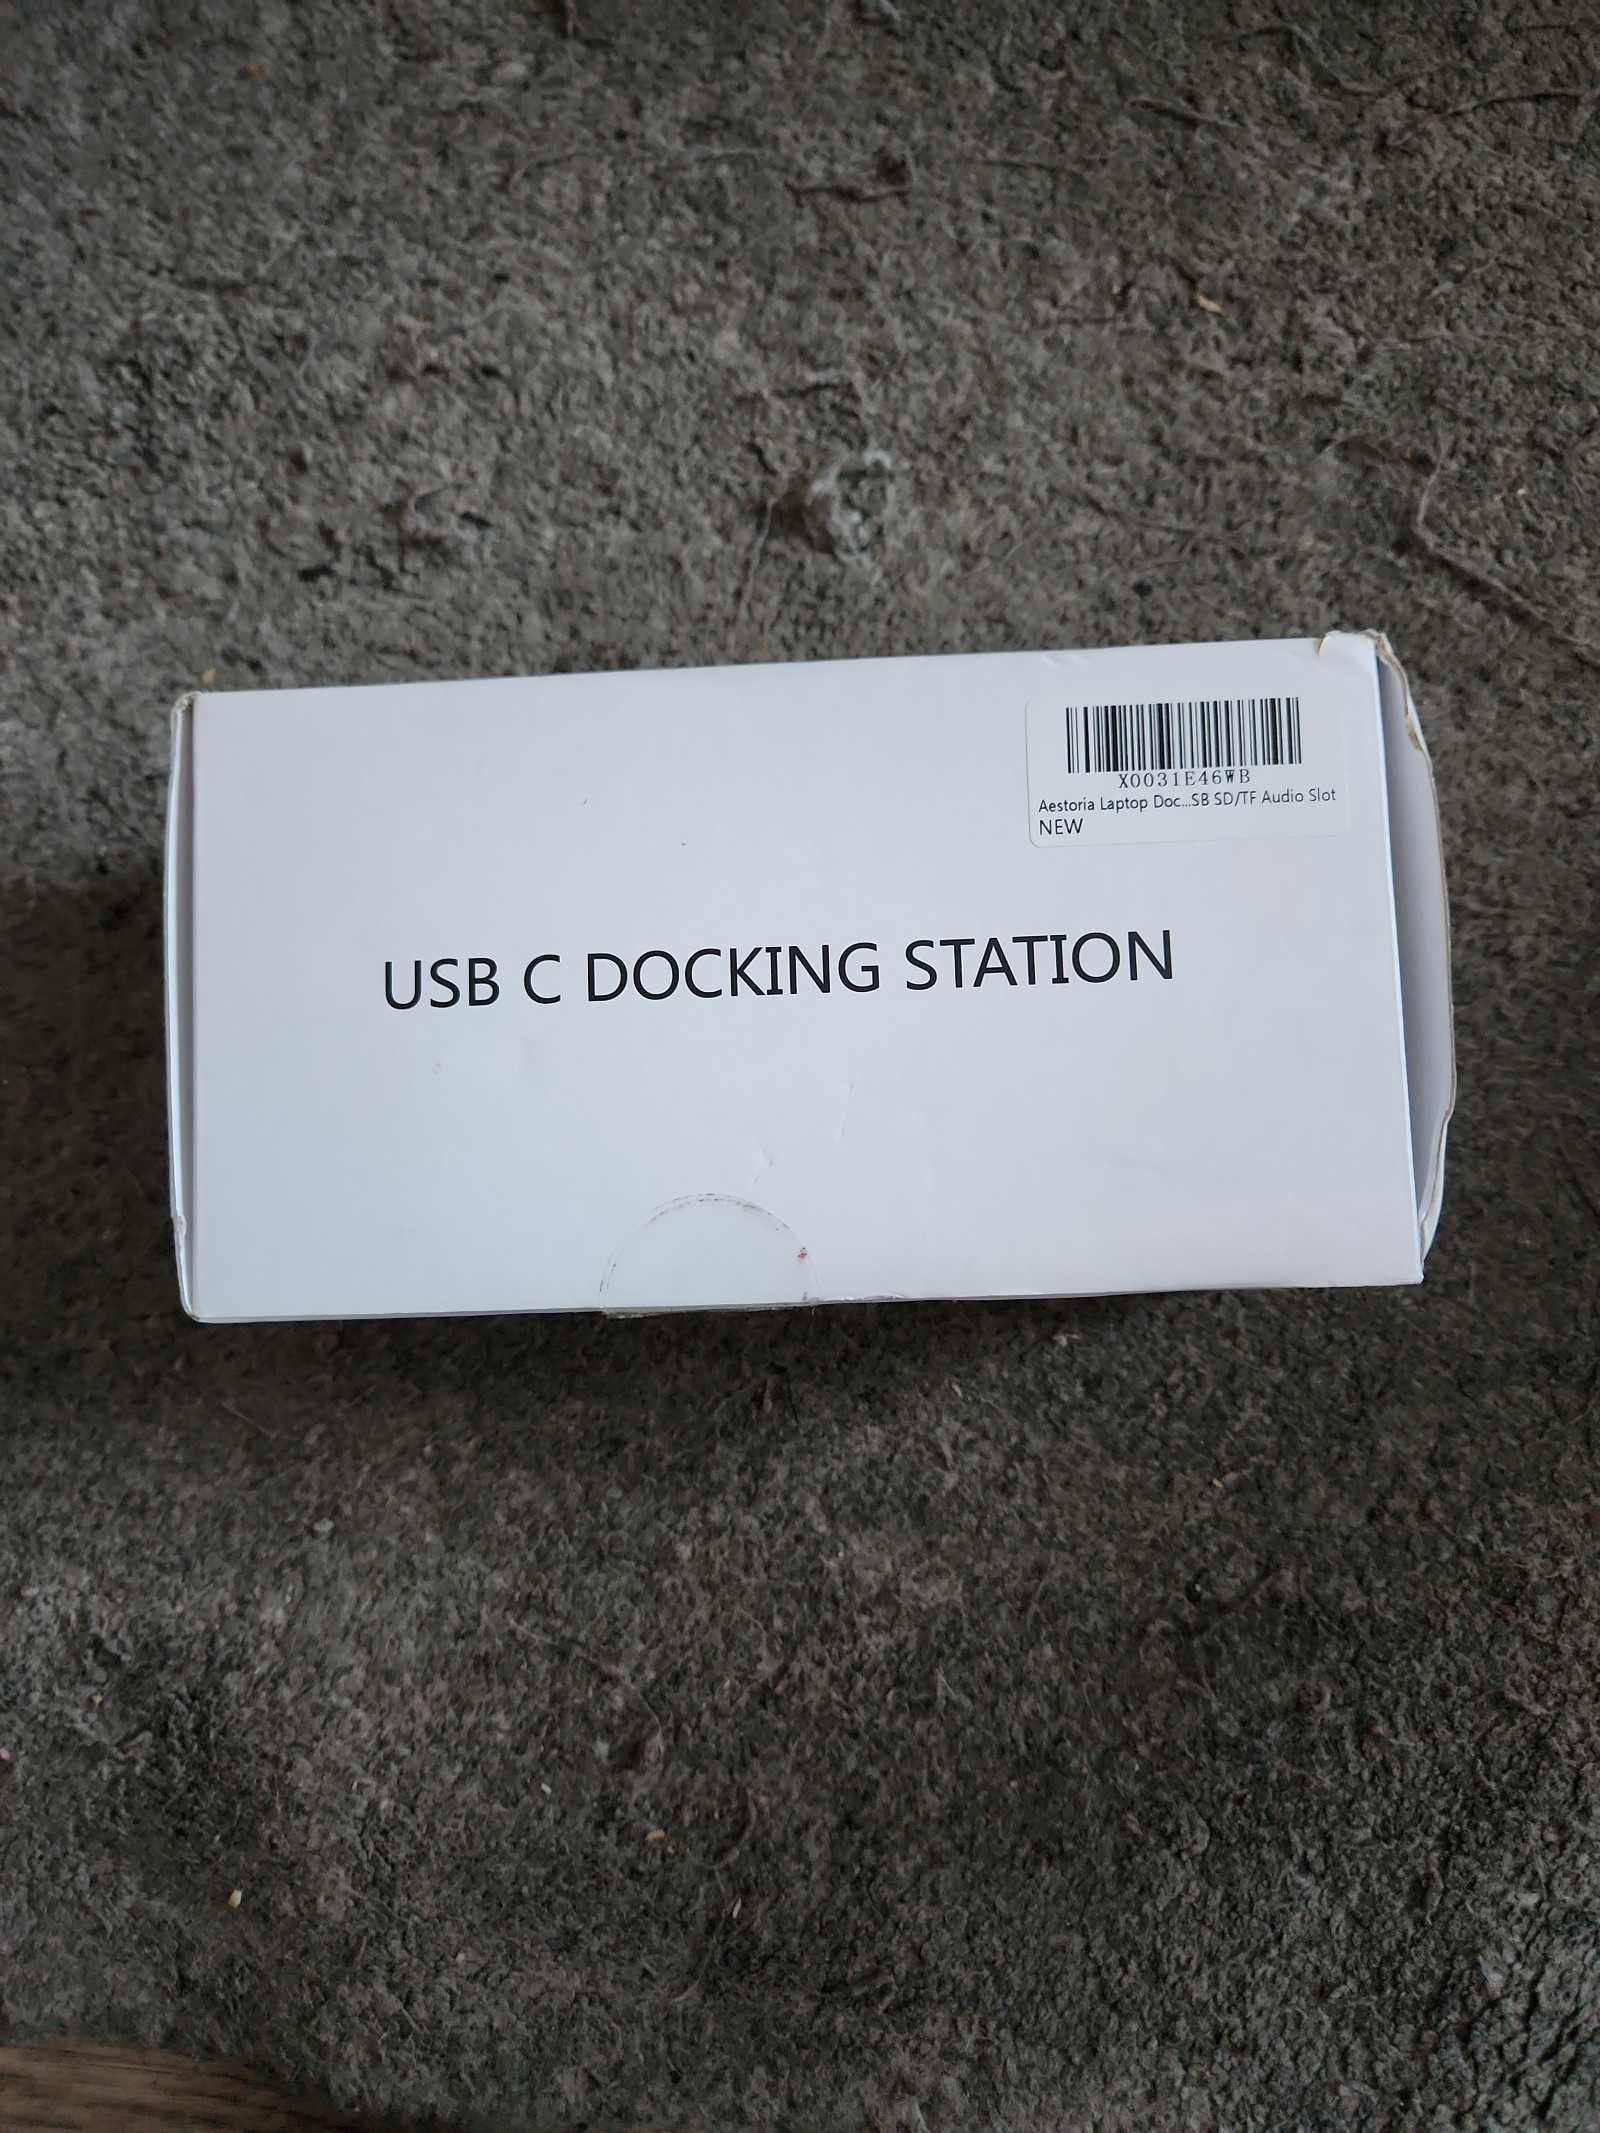 X0031E46WB
Aestoria Laptop Doc...SB SD/TF Audio Slot
NEW
USB C DOCKING STATION